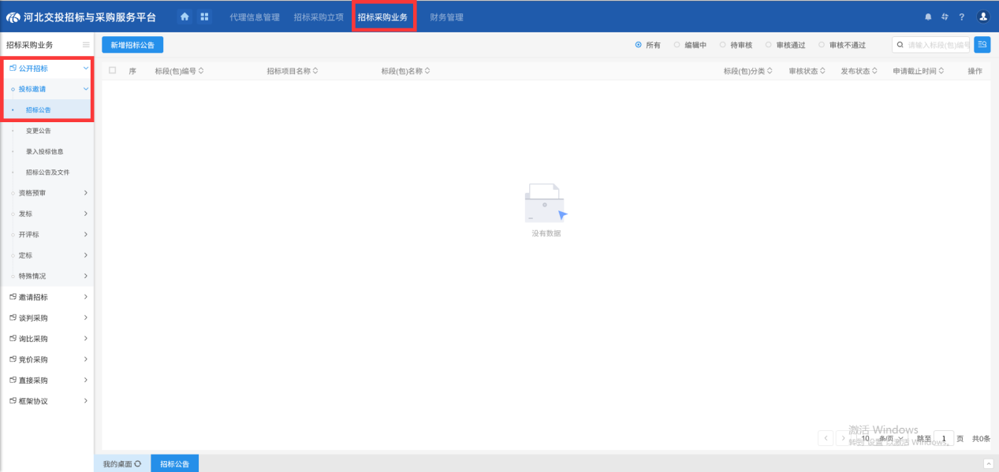 河北交投招标与采购服务平台 代理信息管理 招标采购立项 招标采购业务 财务管理
招标采购业务 新增招标公告 所有 编辑中 待审核 审核通过 审核不通过 请输入标段(包)编号
公开招标 序 标段(包)编号 招标项目名称 标段(包)名称 标段(包)分类 审核状态 发布状态 申请截止时间 操作
投标邀请
招标公告
变更公告
录入投标信息
招标公告及文件
资格预审
发标
开评标
没有数据
定标
特殊情况
邀请招标
谈判采购
询比采购
竞价采购
直接采购
框架协议
激活 Windows
10 条/页 跳至 1 页 共0条
转到"设置"以激活 Windows。
我的桌面 招标公告